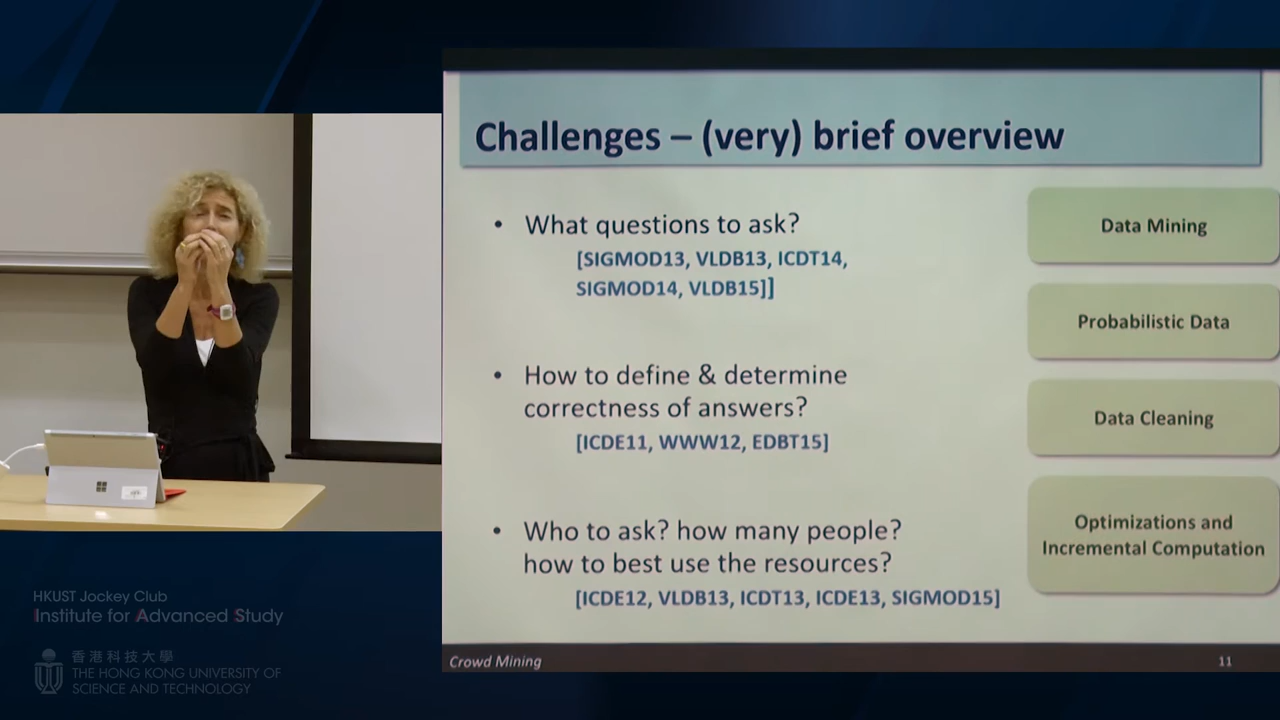 Challenges – (very) brief overview
• What questions to ask?
[SIGMOD13, VLDB13, ICDT14,
SIGMOD14, VLDB15]]
• How to define & determine
correctness of answers?
[ICDE11, WWW12, EDBT15]
• Who to ask? how many people?
how to best use the resources?
[ICDE12, VLDB13, ICDT13, ICDE13, SIGMOD15]
Data Mining
Probabilistic Data
Data Cleaning
Optimizations and
Incremental Computation
Crowd Mining
11
HKUST Jockey Club
Institute for Advanced Study
香港科技大學
THE HONG KONG UNIVERSITY OF
SCIENCE AND TECHNOLOGY